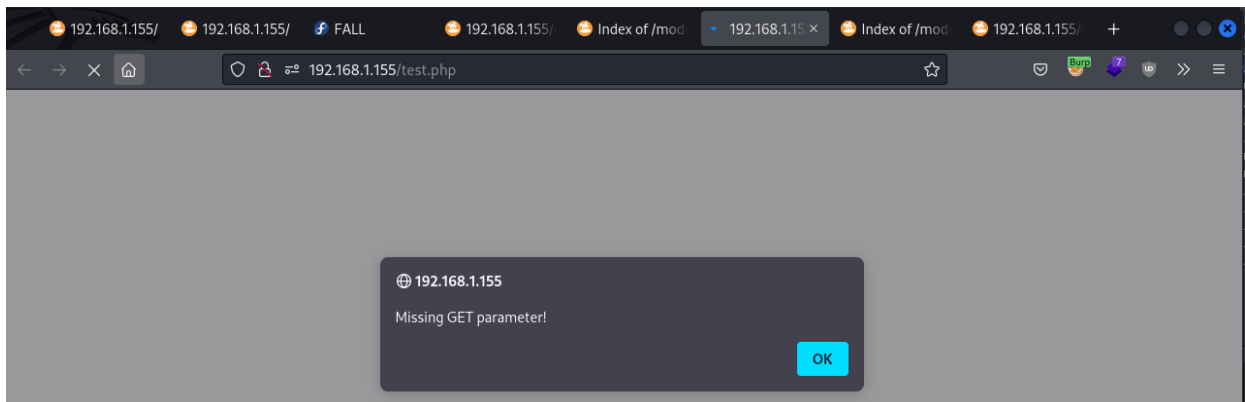 192.168.1.155/ 192.168.1.155/ FALL 192.168.1.155/ Index of /mod 192.168.1.15 Index of /mod 192.168.1.155/
192.168.1.155/test.php Burp 7
192.168.1.155
Missing GET parameter!
OK